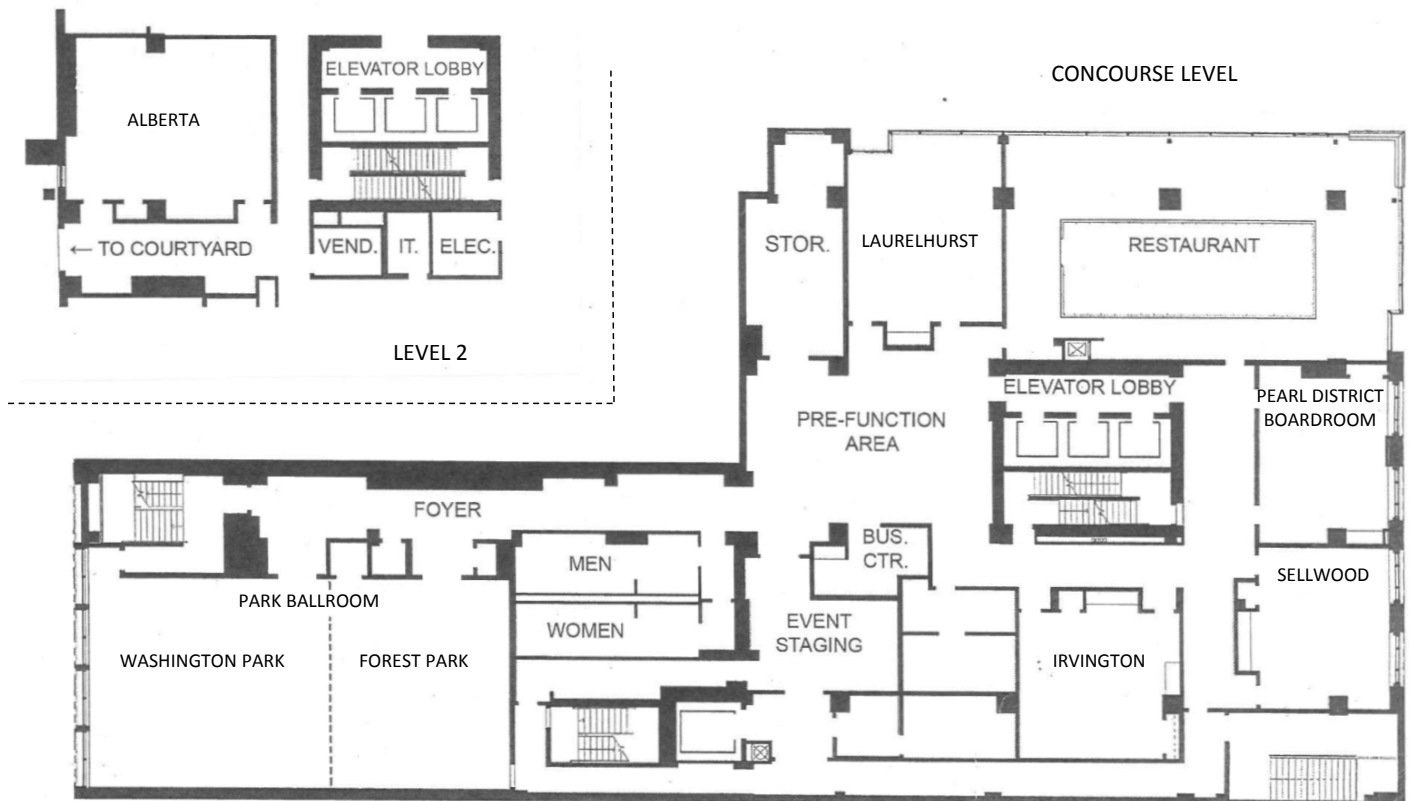 ELEVATOR LOBBY
ALBERTA
← TO COURTYARD
VEND.
IT.
ELEC.
LEVEL 2
CONCOURSE LEVEL
STOR.
LAURELHURST
RESTAURANT
ELEVATOR LOBBY
PRE-FUNCTION
AREA
PEARL DISTRICT
BOARDROOM
FOYER
MEN
BUS.
CTR.
SELLWOOD
PARK BALLROOM
WOMEN
EVENT
STAGING
WASHINGTON PARK
FOREST PARK
IRVINGTON